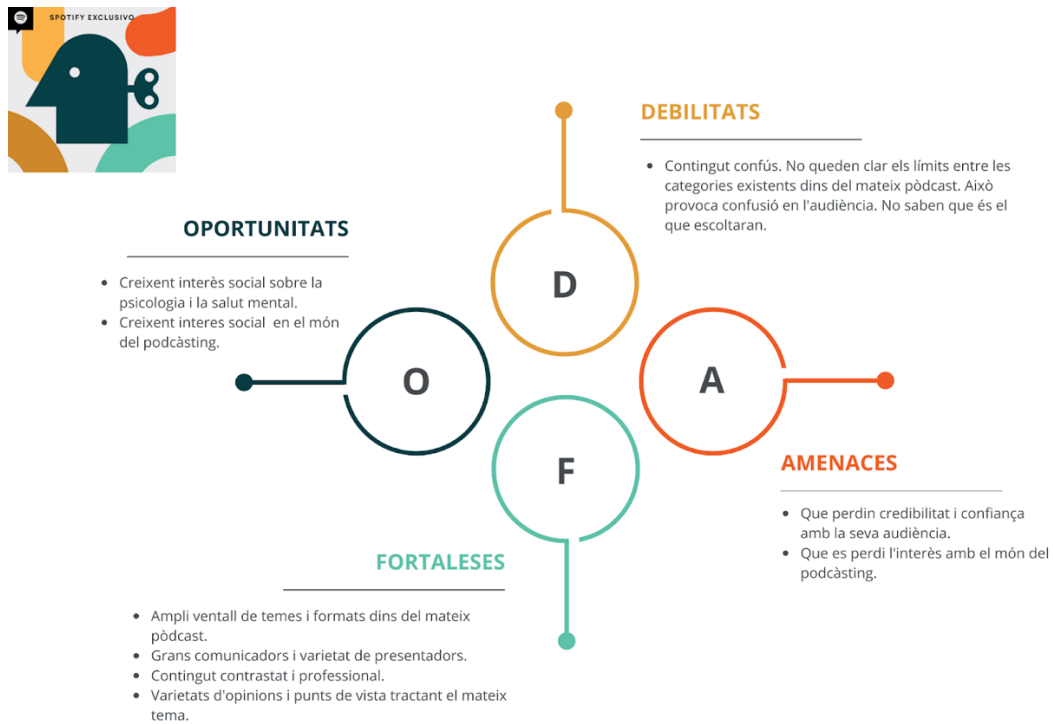 SPOTIFY EXCLUSIVO
DEBILITATS
• Contingut confús. No queden clar els límits entre les
categories existents dins del mateix pòdcast. Això
provoca confusió en l'audiència. No saben que és el
que escoltaran.
OPORTUNITATS
• Creixent interès social sobre la
psicologia i la salut mental.
• Creixent interes social en el món
del podcàsting.
D
O
A
F
AMENACES
• Que perdin credibilitat i confiança
amb la seva audiència.
• Que es perdi l'interès amb el món del
podcàsting.
FORTALESES
• Ampli ventall de temes i formats dins del mateix
pòdcast.
• Grans comunicadors i varietat de presentadors.
• Contingut contrastat i professional.
• Varietats d'opinions i punts de vista tractant el mateix
tema.